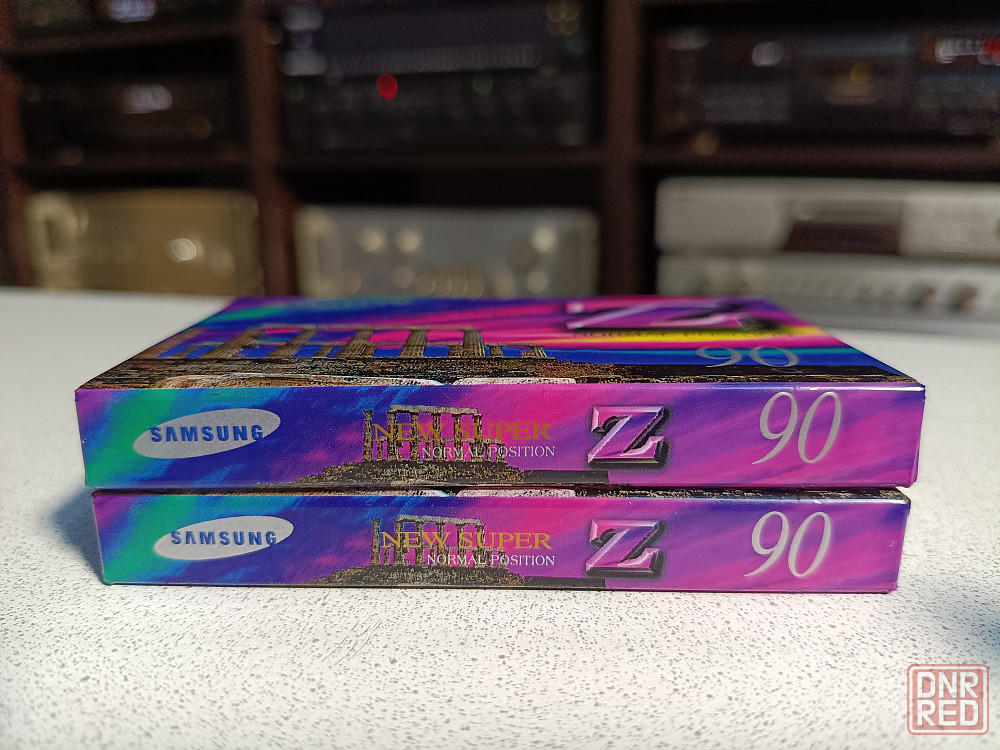 Z
90
SAMSUNG
NEW SUPER
NORMAL POSITION
Z
90
SAMSUNG
NEW SUPER
NORMAL POSITION
Z
90
DNR
RED